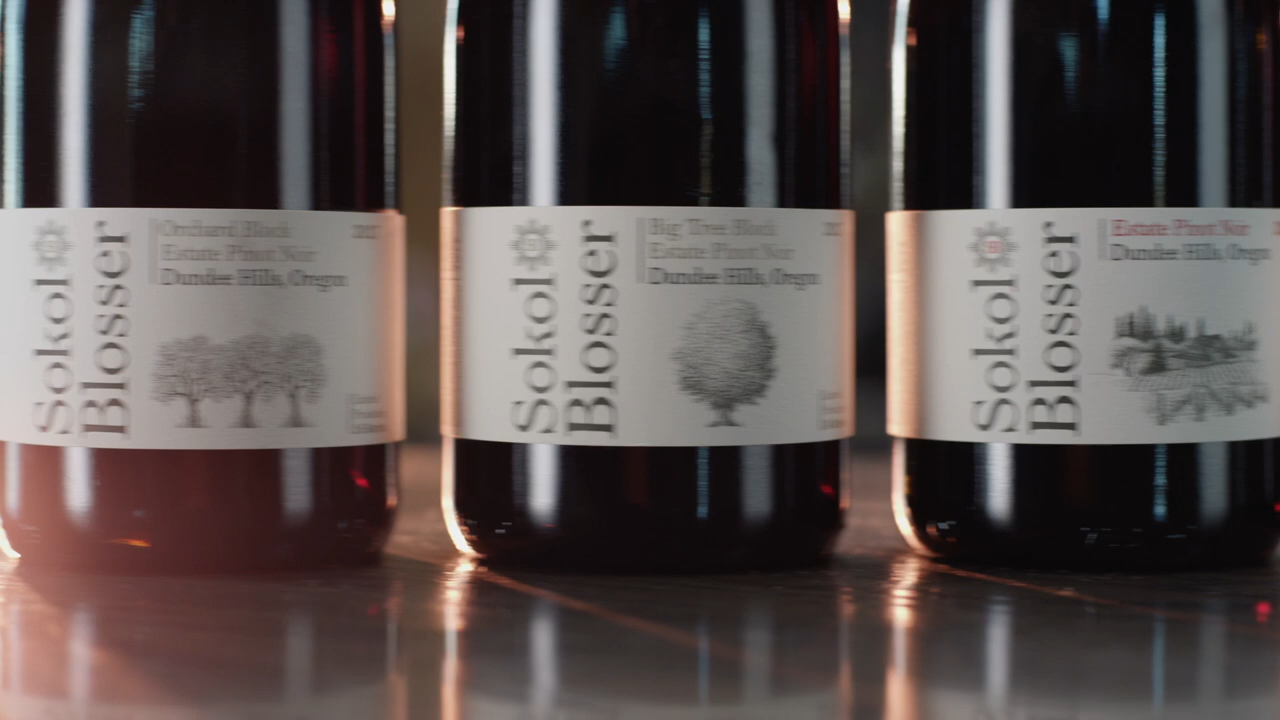 Sokol
Blosser
Orchard Block
Estate Pinot Noir
Dundee Hills, Oregon
Sokol
Blosser
Big Tree Block
Estate Pinot Noir
Dundee Hills, Oregon
Sokol
Blosser
Estate Pinot Noir
Dundee Hills, Oregon